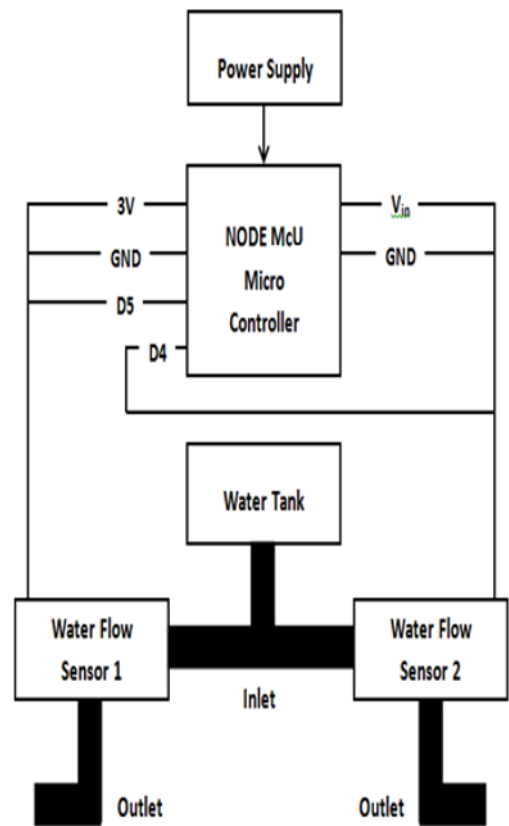 Power Supply
3V
GND
D5
D4
NODE McU
Micro
Controller
Vin
GND
Water Tank
Water Flow
Sensor 1
Water Flow
Sensor 2
Inlet
Outlet
Outlet